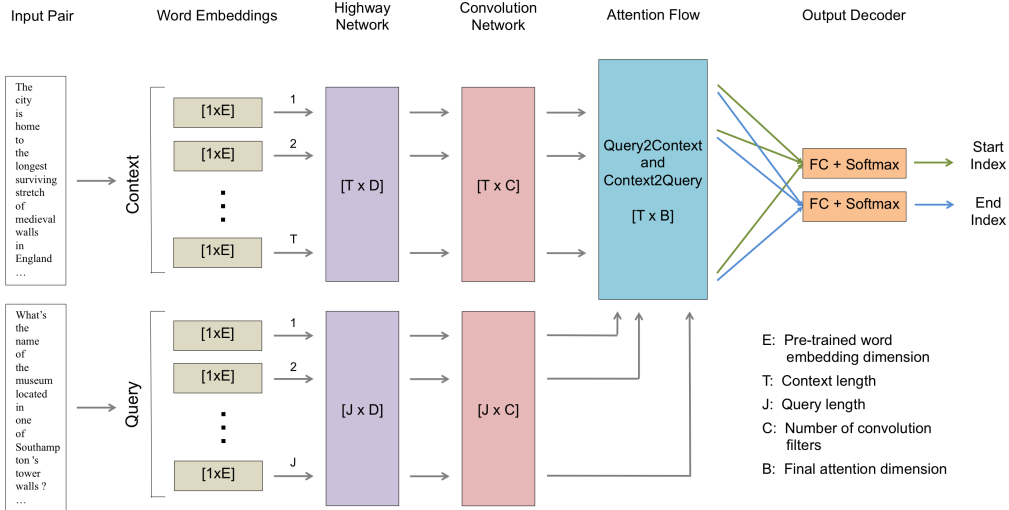 Input Pair
Word Embeddings
Highway
Network
Convolution
Network
Attention Flow
Output Decoder
The
city
is
home
to
the
longest
surviving
stretch
of
medieval
walls
in
England
…
Context
[1xE]
1
[1xE]
2
[1xE]
T
[T x D]
[T x C]
Query2Context
and
Context2Query
[T x B]
FC + Softmax
FC + Softmax
Start
Index
End
Index
What's
the
name
of
the
museum
located
in
one
of
Southamp
ton 's
tower
walls ?
…
Query
[1xE]
1
[1xE]
2
[1xE]
J
[J x D]
[J x C]
E: Pre-trained word
embedding dimension
T: Context length
J: Query length
C: Number of convolution
filters
B: Final attention dimension